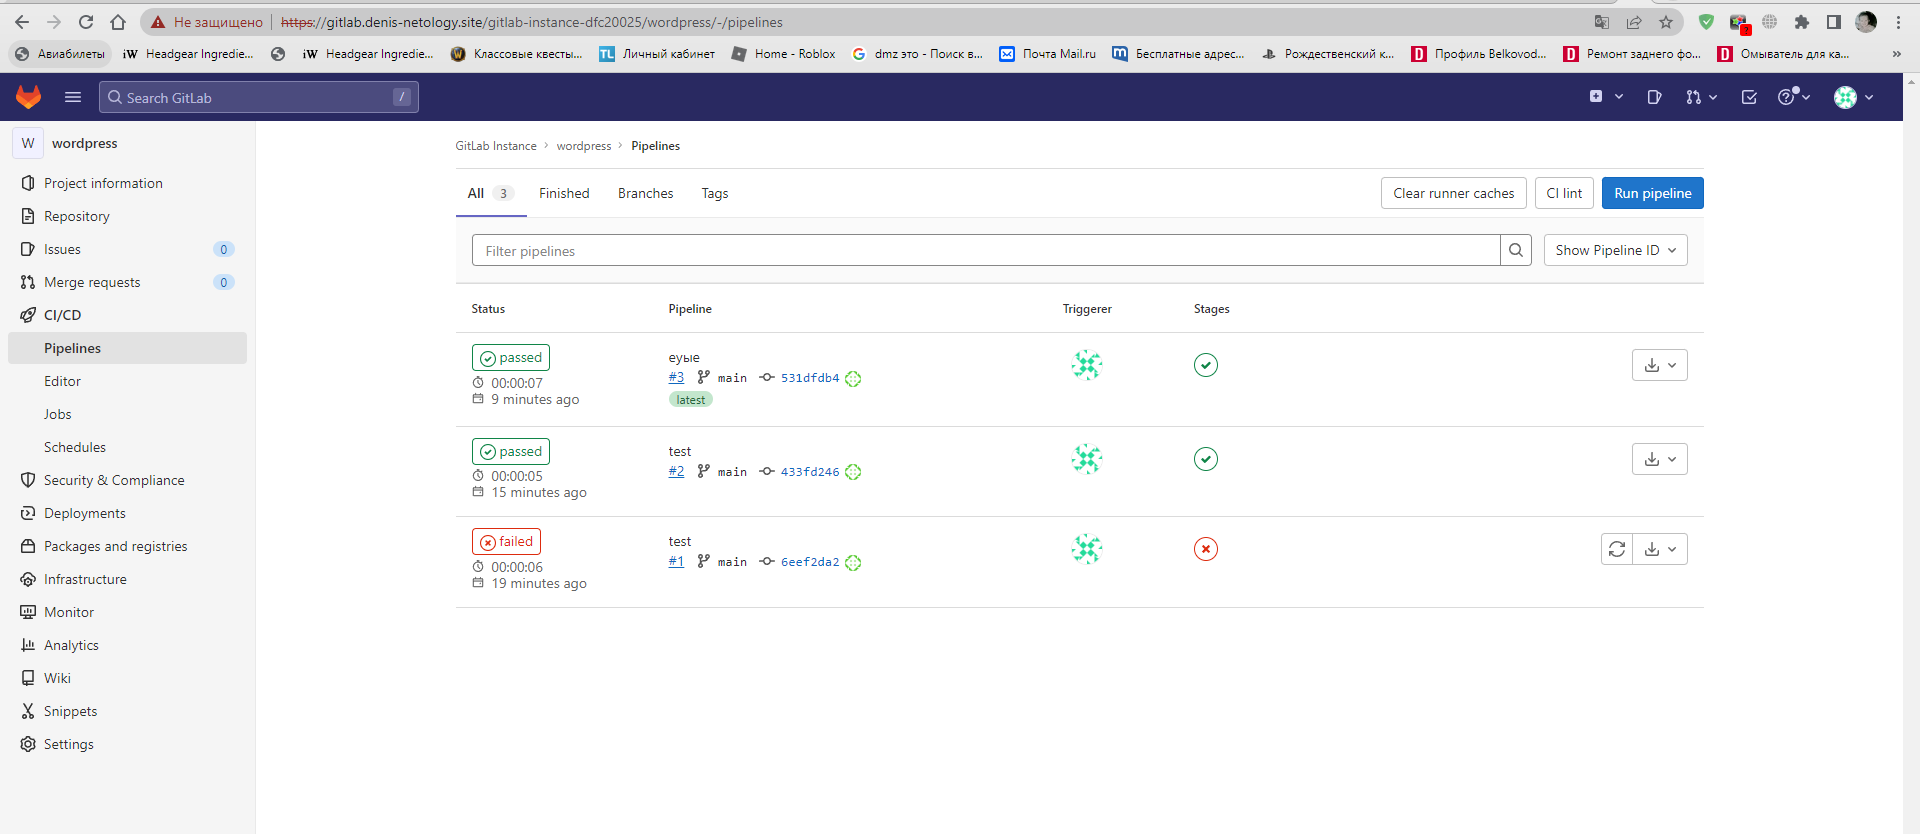 Не защищено https://gitlab.denis-netology.site/gitlab-instance-dfc20025/wordpress/-/pipelines
7
Авиабилеты iW Headgear Ingredie... iW Headgear Ingredie... Классовые квесты... TL Личный кабинет Home - Roblox G dmz это - Поиск в... Почта Mail.ru Бесплатные адрес... Рождественский к... D Профиль Belkovod... D Ремонт заднего фо... D Омыватель для ка... »
Search GitLab /
W wordpress
Project information
Repository
Issues 0
Merge requests 0
CI/CD
Pipelines
Editor
Jobs
Schedules
Security & Compliance
Deployments
Packages and registries
Infrastructure
Monitor
Analytics
Wiki
Snippets
Settings
GitLab Instance › wordpress › Pipelines
All 3 Finished Branches Tags Clear runner caches CI lint Run pipeline
Filter pipelines Show Pipeline ID
Status Pipeline Triggerer Stages
passed
00:00:07
9 minutes ago
еуые
#3 main 531dfdb4
latest
passed
00:00:05
15 minutes ago
test
#2 main 433fd246
failed
00:00:06
19 minutes ago
test
#1 main 6eef2da2